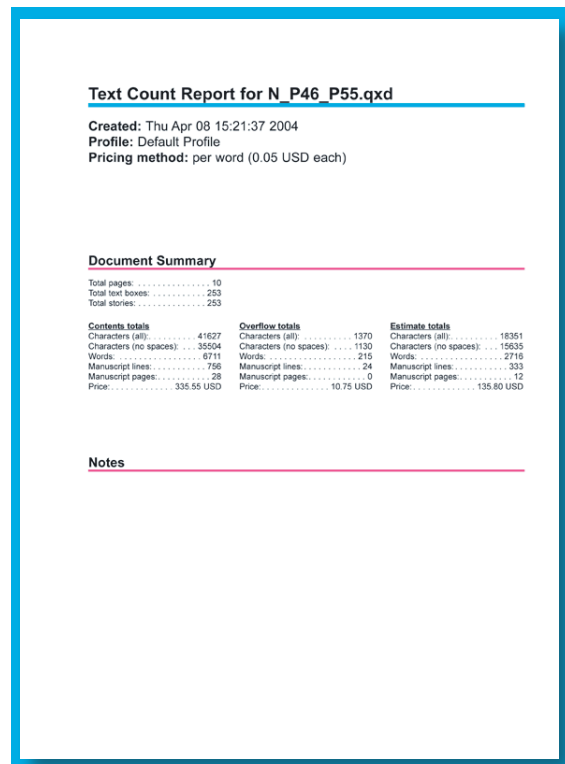 Text Count Report for N_P46_P55.qxd
Created: Thu Apr 08 15:21:37 2004
Profile: Default Profile
Pricing method: per word (0.05 USD each)
Document Summary
Total pages: . . . . . . . . . . . . . . 10
Total text boxes: . . . . . . . . . . . 253
Total stories: . . . . . . . . . . . . . 253
Contents totals
Characters (all):. . . . . . . . . . 41627
Characters (no spaces): . . . 35504
Words: . . . . . . . . . . . . . . . . 6711
Manuscript lines: . . . . . . . . . . 756
Manuscript pages: . . . . . . . . . . 28
Price:. . . . . . . . . . . . . 335.55 USD
Overflow totals
Characters (all): . . . . . . . . . . 1370
Characters (no spaces): . . . . 1130
Words: . . . . . . . . . . . . . . . . . 215
Manuscript lines: . . . . . . . . . . . 24
Manuscript pages: . . . . . . . . . . . 0
Price:. . . . . . . . . . . . . . 10.75 USD
Estimate totals
Characters (all):. . . . . . . . . . 18351
Characters (no spaces): . . . 15635
Words: . . . . . . . . . . . . . . . . 2716
Manuscript lines: . . . . . . . . . . 333
Manuscript pages: . . . . . . . . . . 12
Price: . . . . . . . . . . . . 135.80 USD
Notes